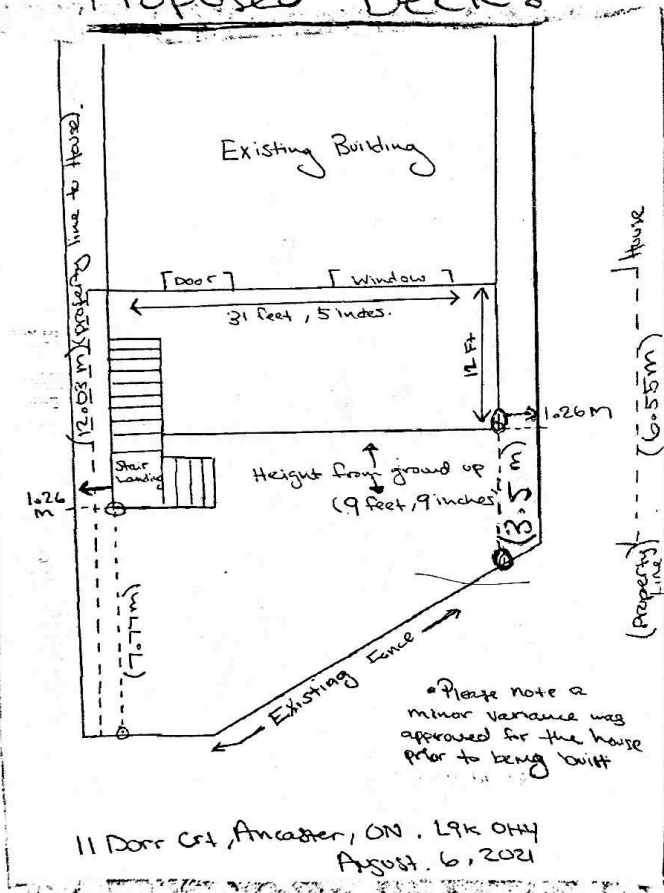 Proposed Deck
Existing Building
(12.03 m)(property line to House).
Door
Window
31 feet, 5 inches.
12 Ft
1.26 M
House
(6.55m)
(Property Line)
Stair
Landing
Height from ground up
(9 feet, 9 inches)
(3.5 m)
1.26
m
(7.77m)
Existing Fence
•Please note a
minor variance was
approved for the house
prior to being built
11 Dorr Crt, Ancaster, ON. L9K 0H4
August. 6, 2021